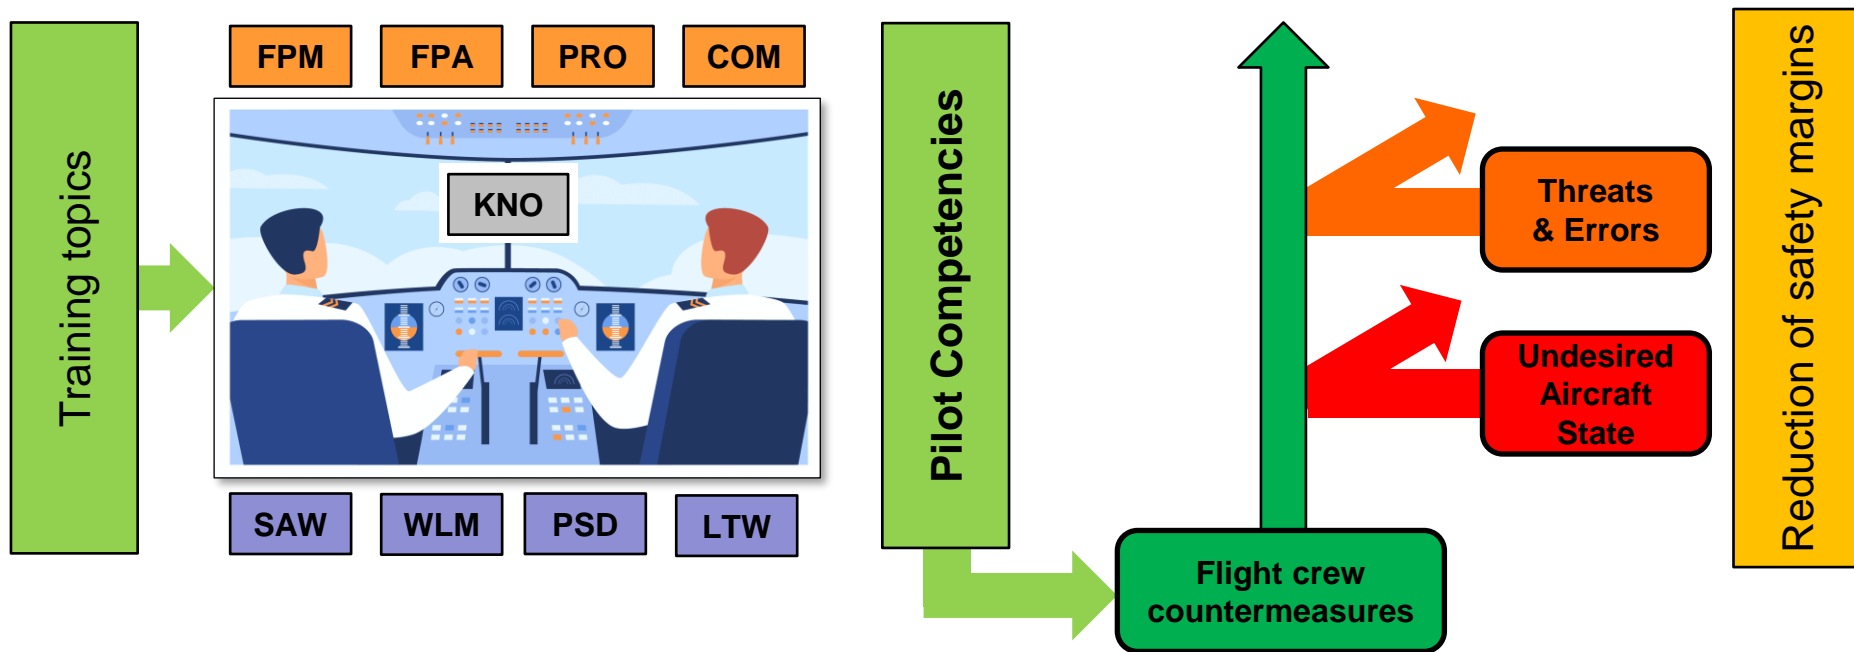 Training topics
FPM
FPA
PRO
COM
KNO
SAW
WLM
PSD
LTW
Pilot Competencies
Flight crew
countermeasures
Threats
& Errors
Undesired
Aircraft
State
Reduction of safety margins